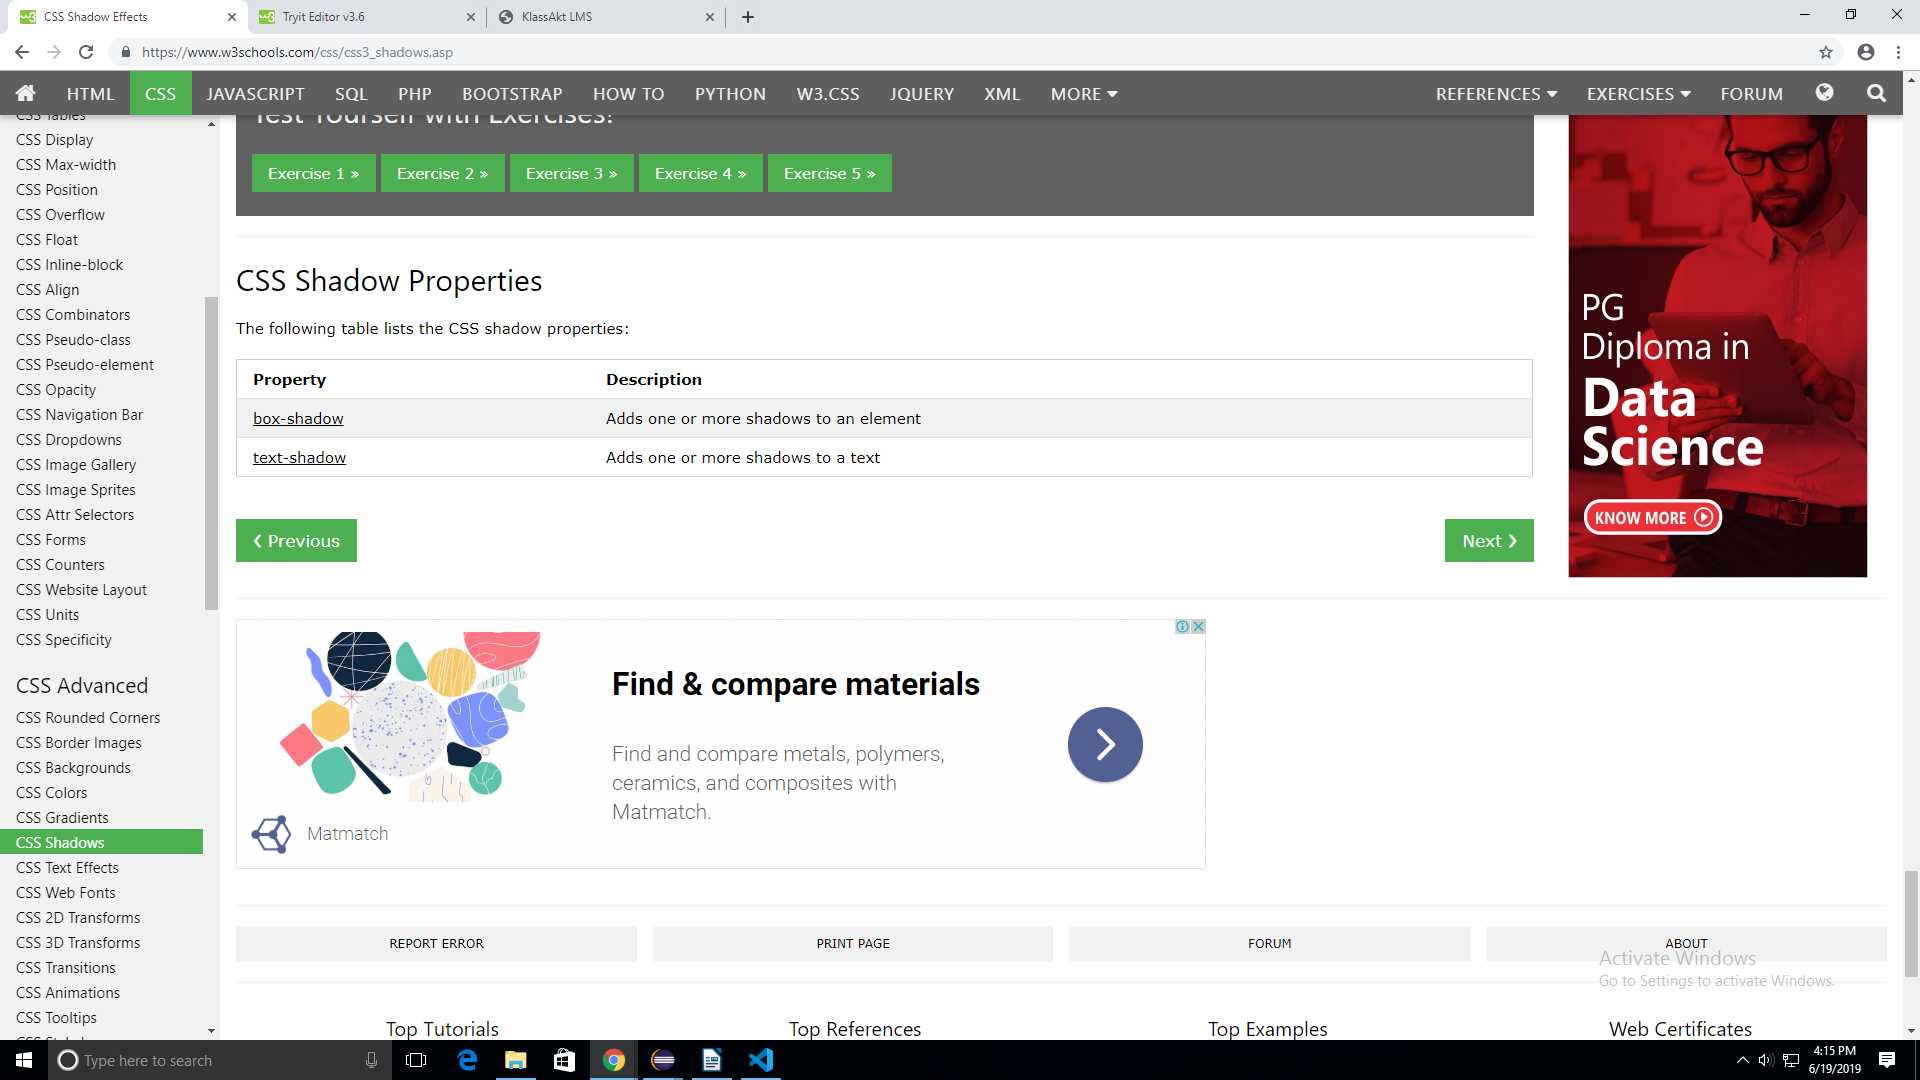 CSS Shadow Effects
Tryit Editor v3.6
KlassAkt LMS
https://www.w3schools.com/css/css3_shadows.asp
HTML
CSS
JAVASCRIPT
SQL
PHP
BOOTSTRAP
HOW TO
PYTHON
W3.CSS
JQUERY
XML
MORE
REFERENCES
EXERCISES
FORUM
CSS Tables
CSS Display
CSS Max-width
CSS Position
CSS Overflow
CSS Float
CSS Inline-block
CSS Align
CSS Combinators
CSS Pseudo-class
CSS Pseudo-element
CSS Opacity
CSS Navigation Bar
CSS Dropdowns
CSS Image Gallery
CSS Image Sprites
CSS Attr Selectors
CSS Forms
CSS Counters
CSS Website Layout
CSS Units
CSS Specificity
CSS Advanced
CSS Rounded Corners
CSS Border Images
CSS Backgrounds
CSS Colors
CSS Gradients
CSS Shadows
CSS Text Effects
CSS Web Fonts
CSS 2D Transforms
CSS 3D Transforms
CSS Transitions
CSS Animations
CSS Tooltips
Test Yourself with Exercises!
Exercise 1 »
Exercise 2 »
Exercise 3 »
Exercise 4 »
Exercise 5 »
CSS Shadow Properties
The following table lists the CSS shadow properties:
Property Description
box-shadow Adds one or more shadows to an element
text-shadow Adds one or more shadows to a text
❮ Previous
Next ❯
PG
Diploma in
Data
Science
KNOW MORE
Find & compare materials
Find and compare metals, polymers,
ceramics, and composites with
Matmatch.
Matmatch
REPORT ERROR
PRINT PAGE
FORUM
ABOUT
Activate Windows
Go to Settings to activate Windows.
Top Tutorials
Top References
Top Examples
Web Certificates
Type here to search
4:15 PM
6/19/2019